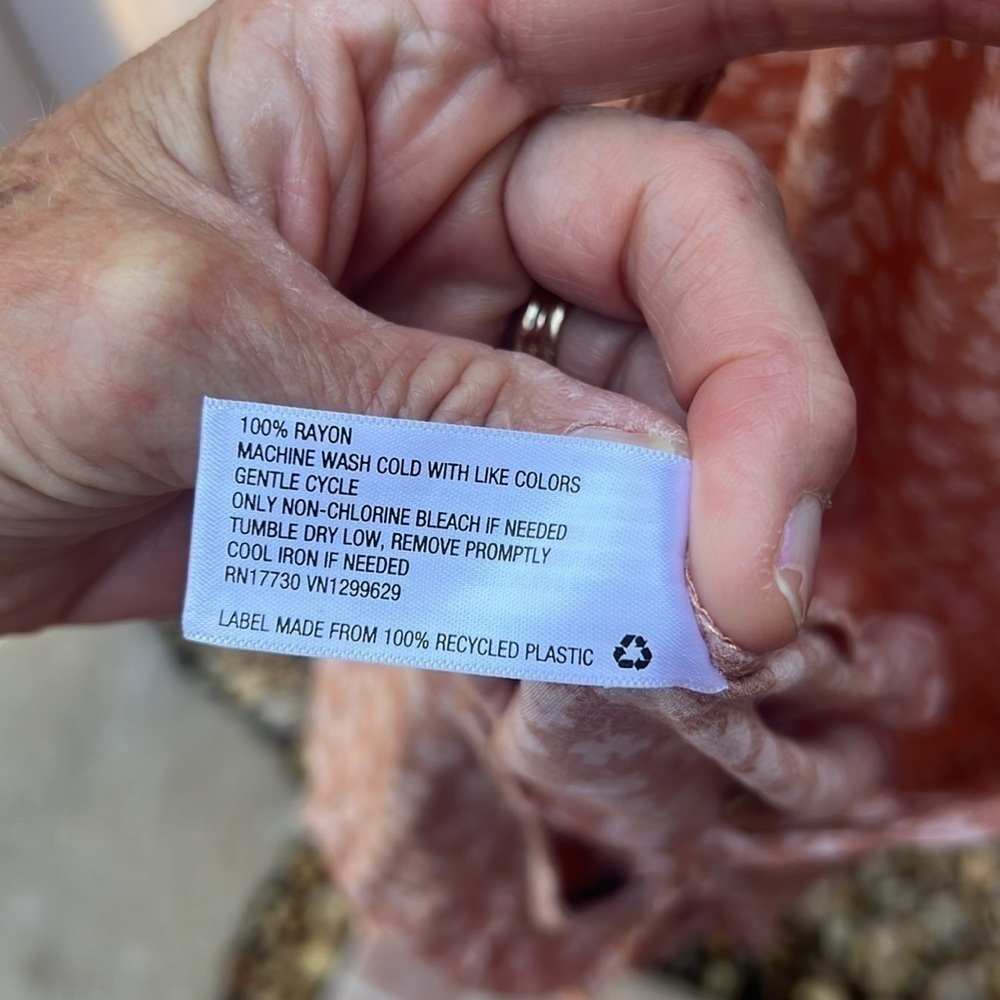 100% RAYON
MACHINE WASH COLD WITH LIKE COLORS
GENTLE CYCLE
ONLY NON-CHLORINE BLEACH IF NEEDED
TUMBLE DRY LOW, REMOVE PROMPTLY
COOL IRON IF NEEDED
RN17730 VN1299629
LABEL MADE FROM 100% RECYCLED PLASTIC